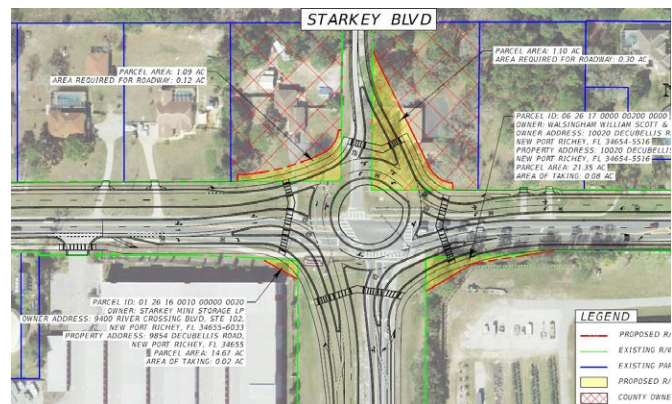 STARKEY BLVD
PARCEL AREA: 1.09 AC
AREA REQUIRED FOR ROADWAY: 0.12 AC
PARCEL AREA: 1.10 AC
AREA REQUIRED FOR ROADWAY: 0.30 AC
PARCEL ID: 06 26 17 0000 00200 0000
OWNER: WALSINGHAM WILLIAM SCOTT &
OWNER ADDRESS: 10020 DECUBELLIS R
NEW PORT RICHEY, FL 34654-5516
PROPERTY ADDRESS: 10020 DECUBELLIS
NEW PORT RICHEY, FL 34654-5516
PARCEL AREA: 21.35 AC
AREA OF TAKING: 0.08 AC
PARCEL ID: 01 26 16 0010 00000 0020
OWNER: STARKEY MINI STORAGE LP
OWNER ADDRESS: 9400 RIVER CROSSING BLVD, STE 102,
NEW PORT RICHEY, FL 34655-6033
PROPERTY ADDRESS: 9854 DECUBELLIS ROAD,
NEW PORT RICHEY, FL 34655
PARCEL AREA: 14.67 AC
AREA OF TAKING: 0.02 AC
LEGEND
PROPOSED R/
EXISTING R/
EXISTING PAR
PROPOSED R/
COUNTY OWNE